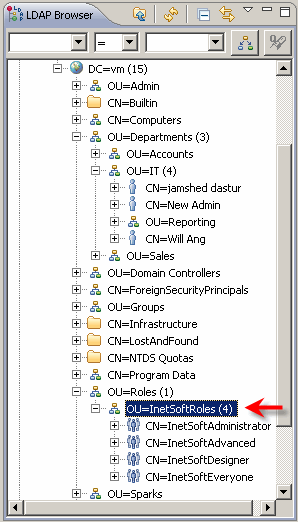 LDAP Browser
=
DC=vm (15)
OU=Admin
CN=Builtin
CN=Computers
OU=Departments (3)
OU=Accounts
OU=IT (4)
CN=jamshed dastur
CN=New Admin
OU=Reporting
CN=Will Ang
OU=Sales
OU=Domain Controllers
CN=ForeignSecurityPrincipals
OU=Groups
CN=Infrastructure
CN=LostAndFound
CN=NTDS Quotas
CN=Program Data
OU=Roles (1)
OU=InetSoftRoles (4)
CN=InetSoftAdministrator
CN=InetSoftAdvanced
CN=InetSoftDesigner
CN=InetSoftEveryone
OU=Sparks